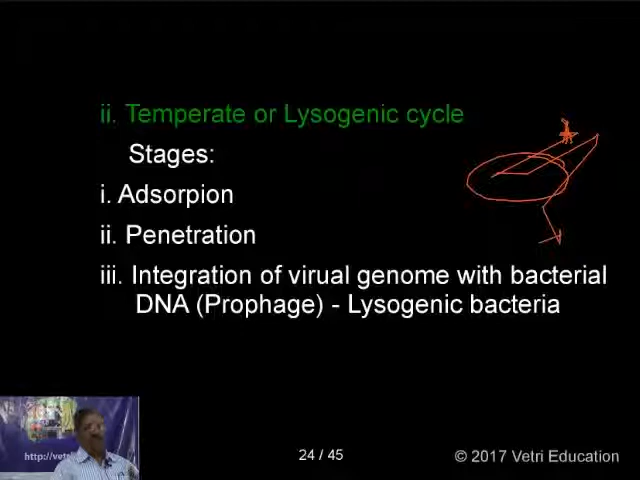 ii. Temperate or Lysogenic cycle
Stages:
i. Adsorpion
ii. Penetration
iii. Integration of virual genome with bacterial
DNA (Prophage) - Lysogenic bacteria
24 / 45
© 2017 Vetri Education